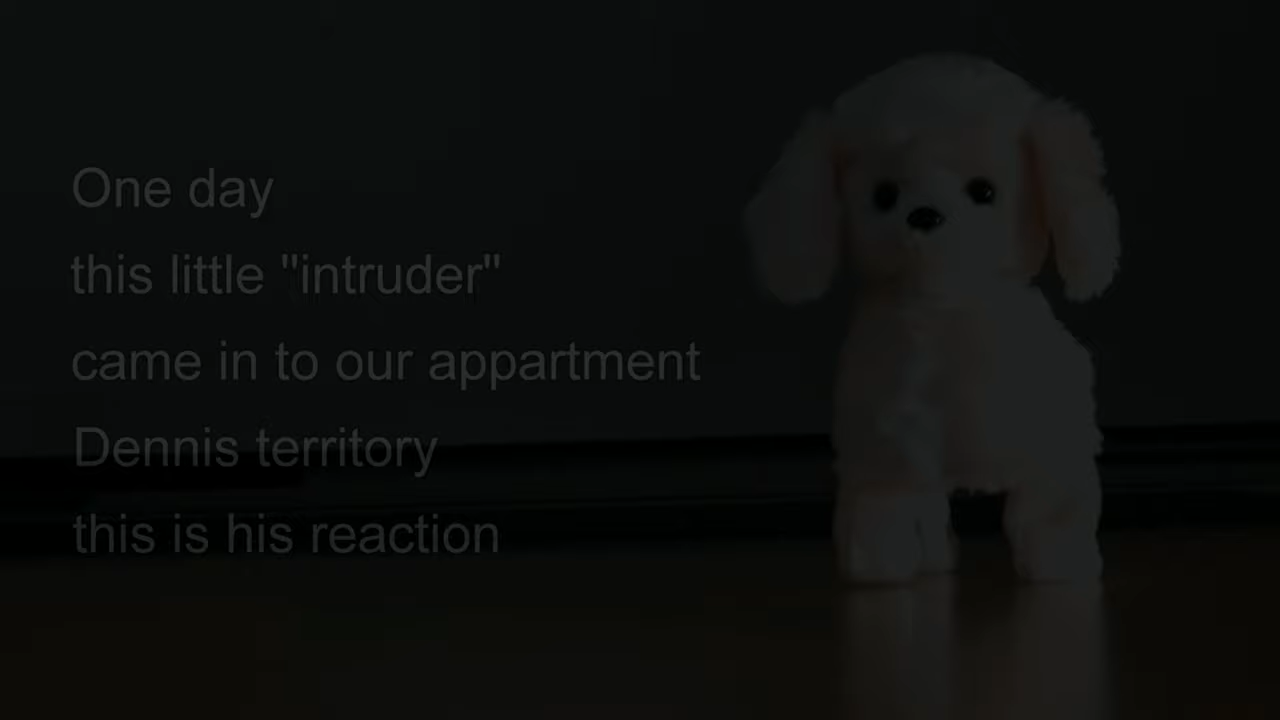 One day
this little "intruder"
came in to our appartment
Dennis territory
this is his reaction